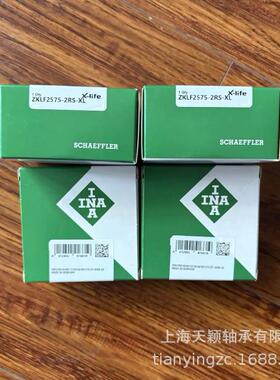 1 Qty
X-life
ZKLF2575-2RS-XL
SCHAEFFLER
1 Qty
X-life
ZKLF2575-2RS-XL
SCHAEFFLER
INA
INA
上海天颖轴承有限
tianyingzc.1688.